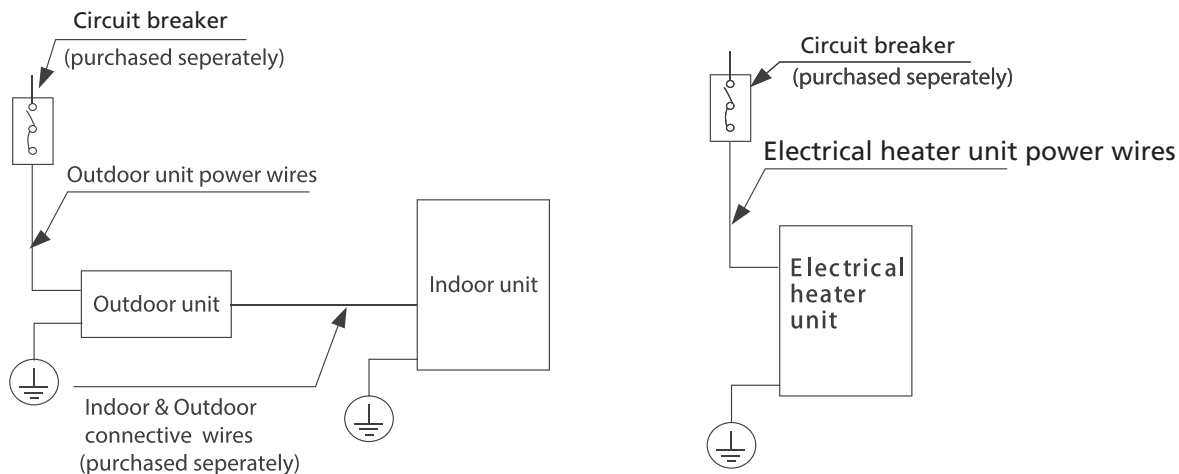 Circuit breaker
(purchased seperately)
Outdoor unit power wires
Outdoor unit
Indoor unit
Indoor & Outdoor
connective wires
(purchased seperately)
Circuit breaker
(purchased seperately)
Electrical heater unit power wires
Electrical
heater
unit